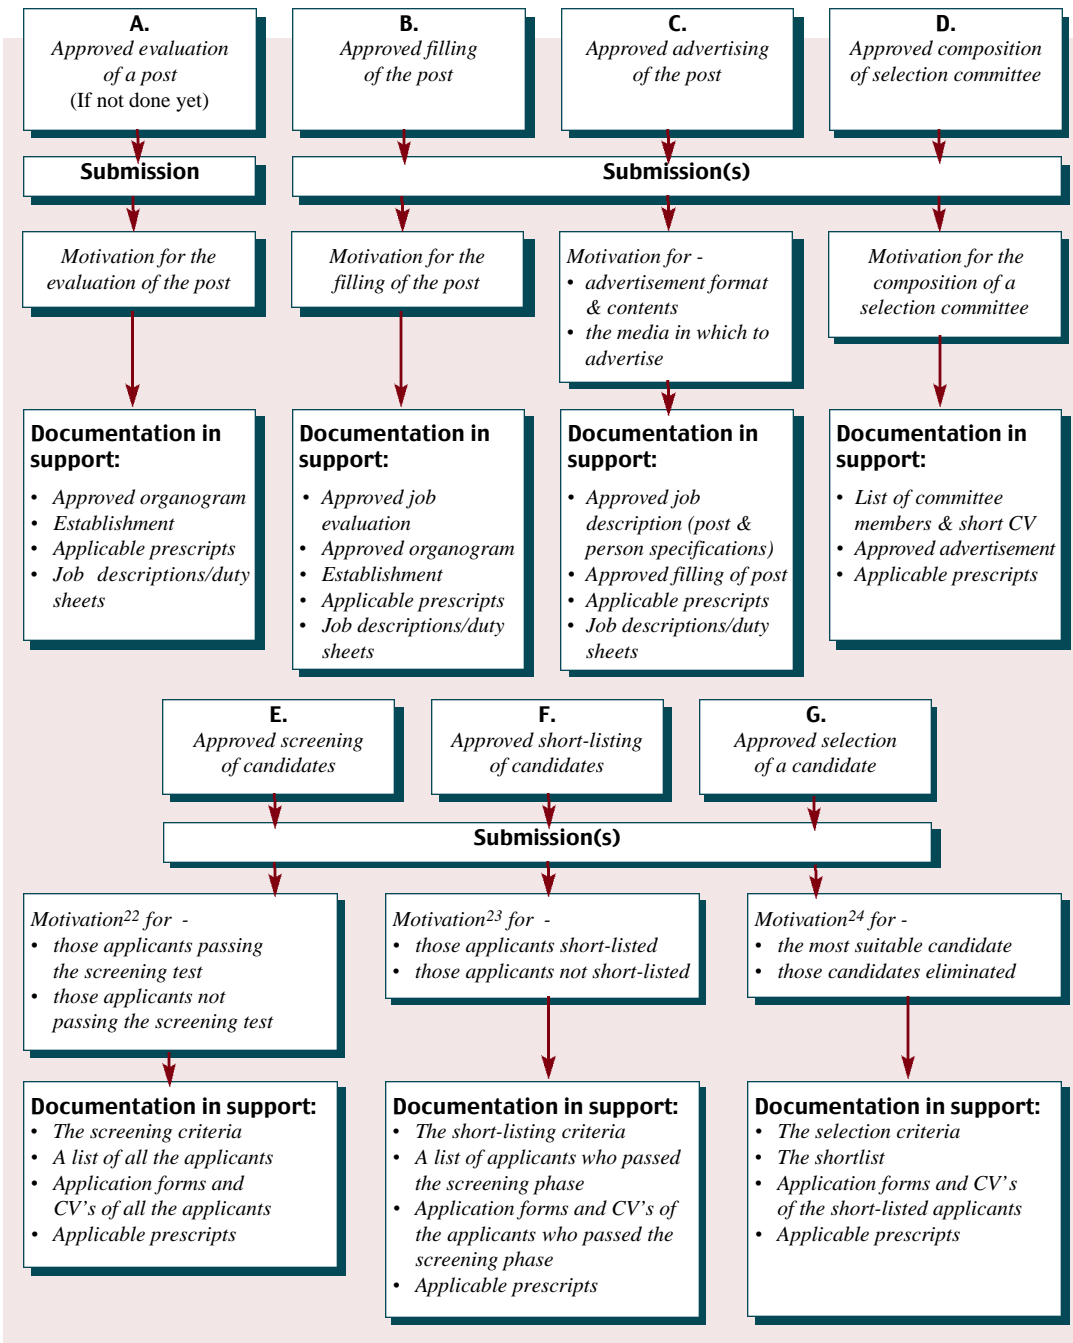 A.
Approved evaluation
of a post
(If not done yet)
B.
Approved filling
of the post
C.
Approved advertising
of the post
D.
Approved composition
of selection committee
Submission
Submission(s)
Motivation for the
evaluation of the post
Motivation for the
filling of the post
Motivation for -
• advertisement format
& contents
• the media in which to
advertise
Motivation for the
composition of a
selection committee
Documentation in
support:
• Approved organogram
• Establishment
• Applicable prescripts
• Job descriptions/duty
sheets
Documentation in
support:
• Approved job
evaluation
• Approved organogram
• Establishment
• Applicable prescripts
• Job descriptions/duty
sheets
Documentation in
support:
• Approved job
description (post &
person specifications)
• Approved filling of post
• Applicable prescripts
• Job descriptions/duty
sheets
Documentation in
support:
• List of committee
members & short CV
• Approved advertisement
• Applicable prescripts
E.
Approved screening
of candidates
F.
Approved short-listing
of candidates
G.
Approved selection
of a candidate
Submission(s)
Motivation22 for -
• those applicants passing
the screening test
• those applicants not
passing the screening test
Motivation23 for -
• those applicants short-listed
• those applicants not short-listed
Motivation24 for -
• the most suitable candidate
• those candidates eliminated
Documentation in support:
• The screening criteria
• A list of all the applicants
• Application forms and
CV's of all the applicants
• Applicable prescripts
Documentation in support:
• The short-listing criteria
• A list of applicants who passed
the screening phase
• Application forms and CV's of
the applicants who passed the
screening phase
• Applicable prescripts
Documentation in support:
• The selection criteria
• The shortlist
• Application forms and CV's
of the short-listed applicants
• Applicable prescripts